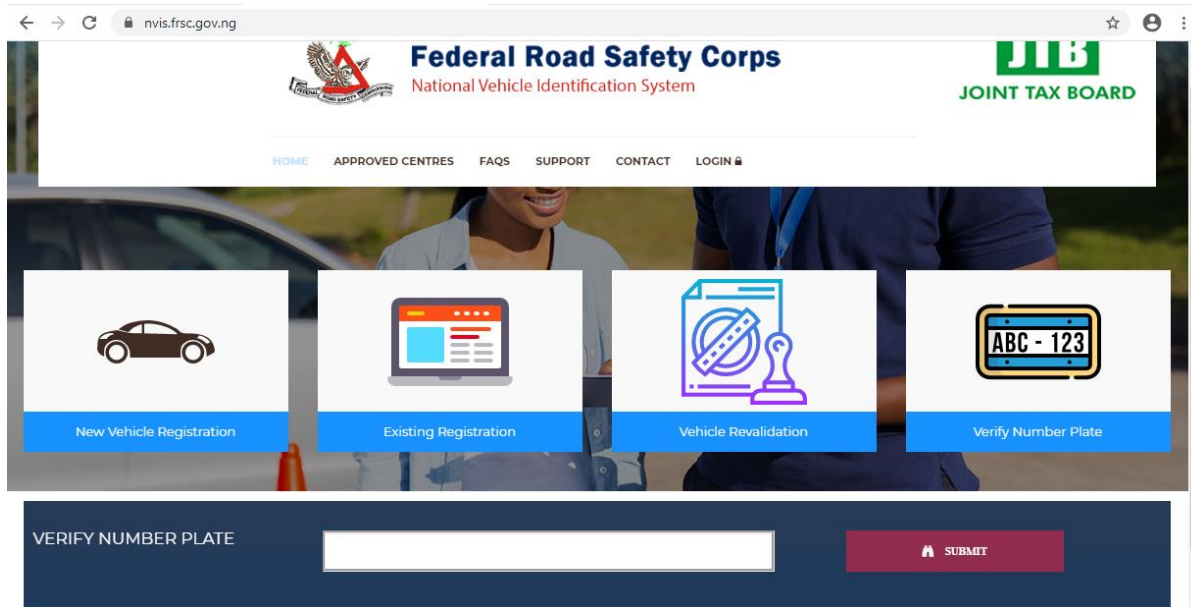 nvis.frsc.gov.ng
Federal Road Safety Corps
National Vehicle Identification System
JTB
JOINT TAX BOARD
HOME APPROVED CENTRES FAQS SUPPORT CONTACT LOGIN
ABC - 123
New Vehicle Registration
Existing Registration
Vehicle Revalidation
Verify Number Plate
VERIFY NUMBER PLATE
SUBMIT